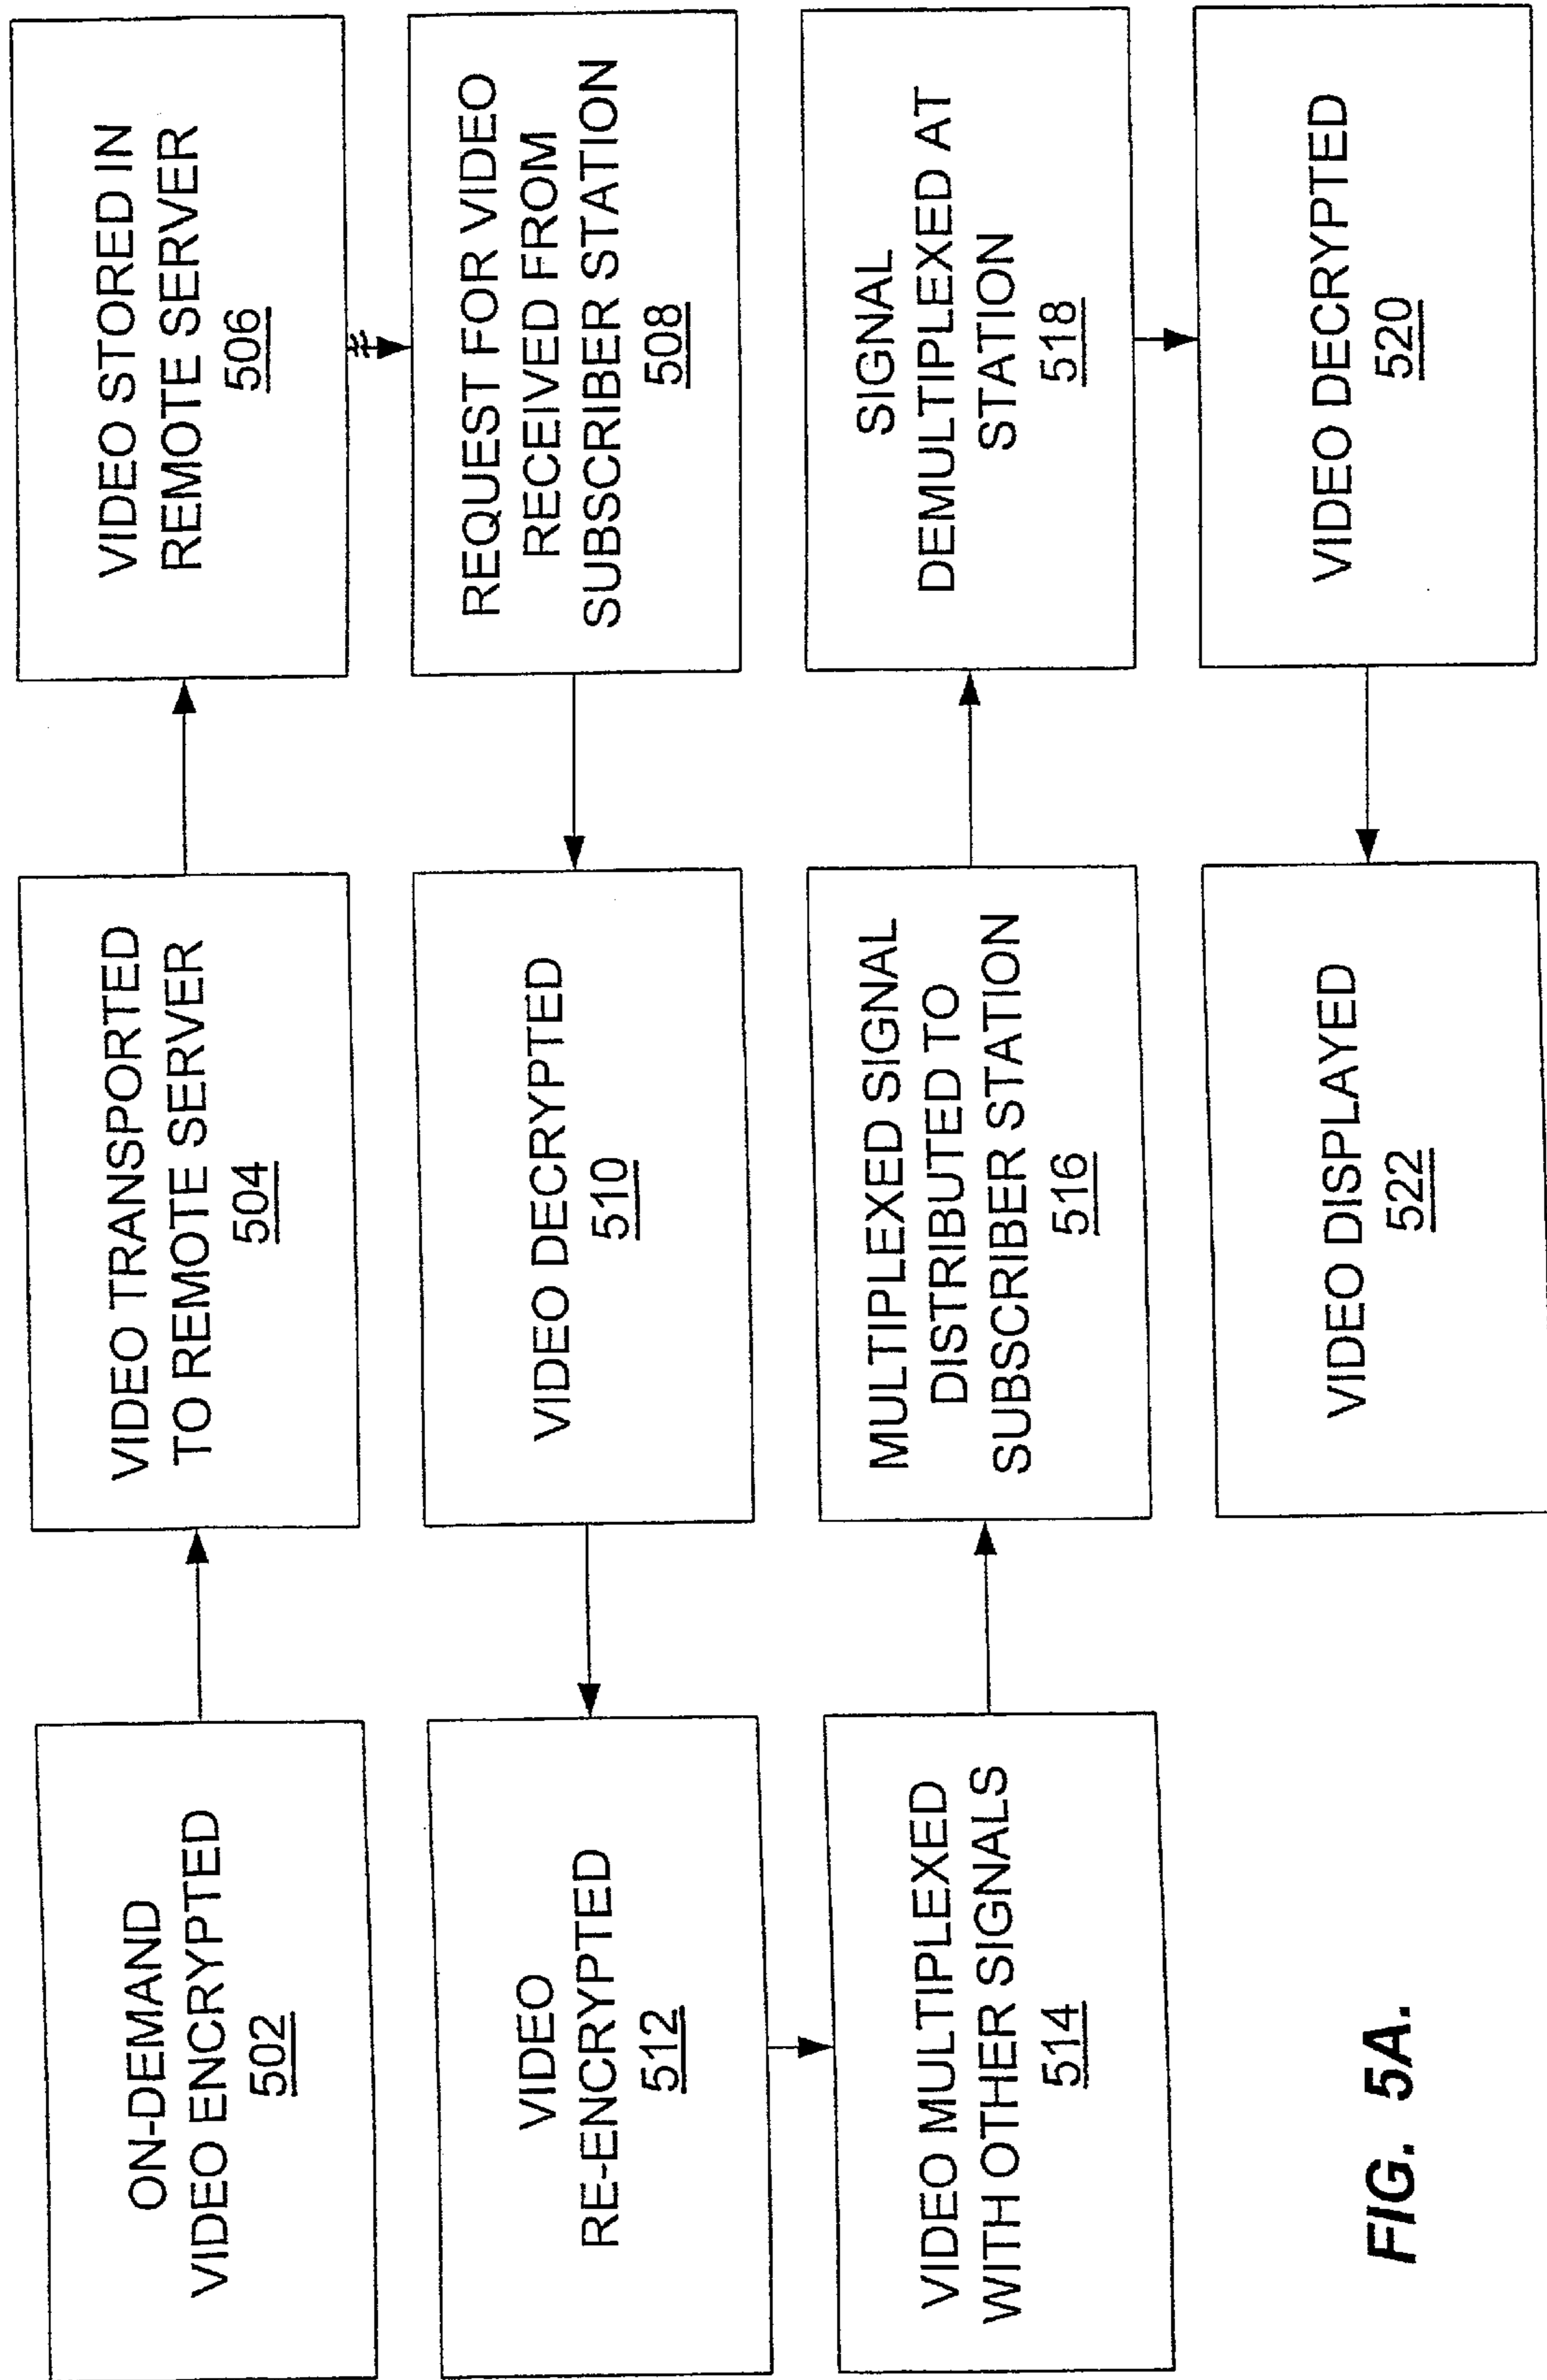 ON-DEMAND
VIDEO ENCRYPTED
502
VIDEO TRANSPORTED
TO REMOTE SERVER
504
VIDEO STORED IN
REMOTE SERVER
506
REQUEST FOR VIDEO
RECEIVED FROM
SUBSCRIBER STATION
508
VIDEO DECRYPTED
510
VIDEO
RE-ENCRYPTED
512
VIDEO MULTIPLEXED
WITH OTHER SIGNALS
514
MULTIPLEXED SIGNAL
DISTRIBUTED TO
SUBSCRIBER STATION
516
SIGNAL
DEMULTIPLEXED AT
STATION
518
VIDEO DECRYPTED
520
VIDEO DISPLAYED
522
FIG. 5A.